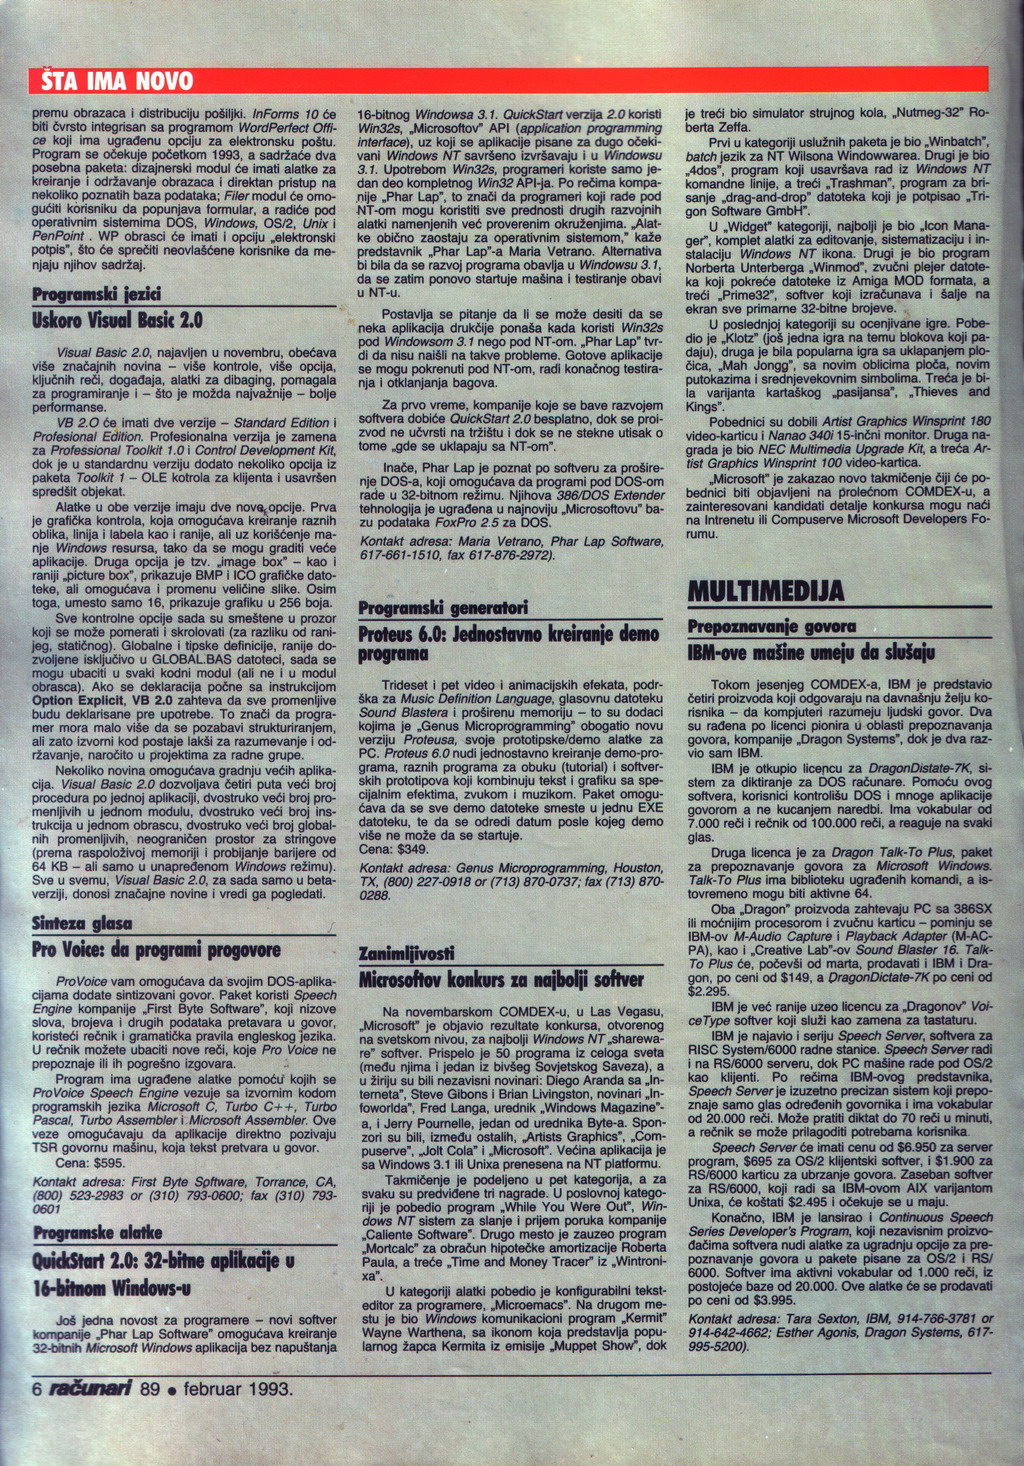 ŠTA IMA NOVO
premu obrazaca i distribuciju pošiljki. InForms 10 će
biti čvrsto integrisan sa programom WordPerfect Offi-
ce koji ima ugrađenu opciju za elektronsku poštu.
Program se očekuje početkom 1993, a sadržaće dva
posebna paketa: dizajnerski modul će imati alatke za
kreiranje i održavanje obrazaca i direktan pristup na
nekoliko poznatih baza podataka; Filer modul će omo-
gućiti korisniku da popunjava formular, a radiće pod
operativnim sistemima DOS, Windows, OS/2, Unix i
PenPoint . WP obrasci će imati i opciju „elektronski
potpis”, što će sprečiti neovlašćene korisnike da me-
njaju njihov sadržaj.
Programski jezici
Uskoro Visual Basic 2.0
Visual Basic 2.0, najavljen u novembru, obećava
više značajnih novina – više kontrole, više opcija,
ključnih reči, događaja, alatki za dibaging, pomagala
za programiranje i – što je možda najvažnije – bolje
performanse.
VB 2.0 će imati dve verzije – Standard Edition i
Profesional Edition. Profesionalna verzija je zamena
za Professional Toolkit 1.0 i Control Development Kit,
dok je u standardnu verziju dodato nekoliko opcija iz
paketa Toolkit 1 – OLE kotrola za klijenta i usavršen
spredšit objekat.
Alatke u obe verzije imaju dve nove opcije. Prva
je grafička kontrola, koja omogućava kreiranje raznih
oblika, linija i labela kao i ranije, ali uz korišćenje ma-
nje Windows resursa, tako da se mogu graditi veće
aplikacije. Druga opcija je tzv. „image box” – kao i
raniji „picture box”, prikazuje BMP i ICO grafičke dato-
teke, ali omogućava i promenu veličine slike. Osim
toga, umesto samo 16, prikazuje grafiku u 256 boja.
Sve kontrolne opcije sada su smeštene u prozor
koji se može pomerati i skrolovati (za razliku od rani-
jeg, statičnog). Globalne i tipske definicije, ranije do-
zvoljene isključivo u GLOBAL.BAS datoteci, sada se
mogu ubaciti u svaki kodni modul (ali ne i u modul
obrasca). Ako se deklaracija počne sa instrukcijom
Option Explicit, VB 2.0 zahteva da sve promenljive
budu deklarisane pre upotrebe. To znači da progra-
mer mora malo više da se pozabavi strukturiranjem,
ali zato izvorni kod postaje lakši za razumevanje i od-
ržavanje, naročito u projektima za radne grupe.
Nekoliko novina omogućava gradnju većih aplika-
cija. Visual Basic 2.0 dozvoljava četiri puta veći broj
procedura po jednoj aplikaciji, dvostruko veći broj pro-
menljivih u jednom modulu, dvostruko veći broj ins-
trukcija u jednom obrascu, dvostruko veći broj global-
nih promenljivih, neograničen prostor za stringove
(prema raspoloživoj memoriji i probijanje barijere od
64 KB – ali samo u unapređenom Windows režimu).
Sve u svemu, Visual Basic 2.0, za sada samo u beta-
verziji, donosi značajne novine i vredi ga pogledati.
Sinteza glasa
Pro Voice: da programi progovore
ProVoice vam omogućava da svojim DOS-aplika-
cijama dodate sintizovani govor. Paket koristi Speech
Engine kompanije „First Byte Software”, koji nizove
slova, brojeva i drugih podataka pretavara u govor,
koristeći rečnik i gramatička pravila engleskog jezika.
U rečnik možete ubaciti nove reči, koje Pro Voice ne
prepoznaje ili ih pogrešno izgovara.
Program ima ugrađene alatke pomoću kojih se
ProVoice Speech Engine vezuje sa izvornim kodom
programskih jezika Microsoft C, Turbo C++, Turbo
Pascal, Turbo Assembler i Microsoft Assembler. Ove
veze omogućavaju da aplikacije direktno pozivaju
TSR govornu mašinu, koja tekst pretvara u govor.
Cena: $595.
Kontakt adresa: First Byte Spftware, Torrance, CA,
(800) 523-2983 or (310) 793-0600; fax (310) 793-
0601
Programske alatke
QuickStart 2.0: 32-bitne aplikacije u
16-bitnom Windows-u
Još jedna novost za programere – novi softver
kompanije „Phar Lap Software” omogućava kreiranje
32-bitnih Microsoft Windows aplikacija bez napuštanja
16-bitnog Windowsa 3.1. QuickStart verzija 2.0 koristi
Win32s, „Microsoftov” API (application programming
interface), uz koji se aplikacije pisane za dugo očeki-
vani Windows NT savršeno izvršavaju i u Windowsu
3.1. Upotrebom Win32s, programeri koriste samo je-
dan deo kompletnog Win32 API-ja. Po rečima kompa-
nije „Phar Lap”, to znači da programeri koji rade pod
NT-om mogu koristiti sve prednosti drugih razvojnih
alatki namenjenih već proverenim okruženjima. „Alat-
ke obično zaostaju za operativnim sistemom,” kaže
predstavnik „Phar Lap”-a Maria Vetrano. Alternativa
bi bila da se razvoj programa obavlja u Windowsu 3.1,
da se zatim ponovo startuje mašina i testiranje obavi
u NT-u.
Postavlja se pitanje da li se može desiti da se
neka aplikacija drukčije ponaša kada koristi Win32s
pod Windowsom 3.1 nego pod NT-om. „Phar Lap” tvr-
di da nisu naišli na takve probleme. Gotove aplikacije
se mogu pokrenuti pod NT-om, radi konačnog testira-
nja i otklanjanja bagova.
Za prvo vreme, kompanije koje se bave razvojem
softvera dobiće QuickStart 2.0 besplatno, dok se proi-
zvod ne učvrsti na tržištu i dok se ne stekne utisak o
tome „gde se uklapaju sa NT-om”.
Inače, Phar Lap je poznat po softveru za prošire-
nje DOS-a, koji omogućava da programi pod DOS-om
rade u 32-bitnom režimu. Njihova 386/DOS Extender
tehnologija je ugrađena u najnoviju „Microsoftovu” ba-
zu podataka FoxPro 2.5 za DOS.
Kontakt adresa: Maria Vetrano, Phar Lap Software,
617-661-1510, fax 617-876-2972).
Programski generatori
Proteus 6.0: Jednostavno kreiranje demo
programa
Trideset i pet video i animacijskih efekata, podr-
ška za Music Definition Language, glasovnu datoteku
Sound Blastera i proširenu memoriju – to su dodaci
kojima je „Genus Microprogramming” obogatio novu
verziju Proteusa, svoje prototipske/demo alatke za
PC. Proteus 6.0 nudi jednostavno kreiranje demo-pro-
grama, raznih programa za obuku (tutorial) i softver-
skih prototipova koji kombinuju tekst i grafiku sa spe-
cijalnim efektima, zvukom i muzikom. Paket omogu-
ćava da se sve demo datoteke smeste u jednu EXE
datoteku, te da se odredi datum posle kojeg demo
više ne može da se startuje.
Cena: $349.
Kontakt adresa: Genus Microprogramming, Houston,
TX, (800) 227-0918 or (713) 870-0737; fax (713) 870-
0288.
Zanimljivosti
Microsoftov konkurs za najbolji softver
Na novembarskom COMDEX-u, u Las Vegasu,
„Microsoft” je objavio rezultate konkursa, otvorenog
na svetskom nivou, za najbolji Windows NT „sharewa-
re” softver. Prispelo je 50 programa iz celoga sveta
(među njima i jedan iz bivšeg Sovjetskog Saveza), a
u žiriju su bili nezavisni novinari: Diego Aranda sa „In-
terneta”, Steve Gibons i Brian Livingston, novinari „In-
foworlda”, Fred Langa, urednik „Windows Magazine”-
a, i Jerry Pournelle, jedan od urednika Byte-a. Spon-
zori su bili, između ostalih, „Artists Graphics”, „Com-
puserve”, „Jolt Cola” i „Microsoft”. Većina aplikacija je
sa Windows 3.1 ili Unixa prenesena na NT platformu.
Takmičenje je podeljeno u pet kategorija, a za
svaku su predviđene tri nagrade. U poslovnoj katego-
riji je pobedio program „While You Were Out”, Win-
dows NT sistem za slanje i prijem poruka kompanije
„Caliente Software”. Drugo mesto je zauzeo program
„Mortcalc” za obračun hipotečke amortizacije Roberta
Paula, a treće „Time and Money Tracer” iz „Wintroni-
xa”.
U kategoriji alatki pobedio je konfigurabilni tekst-
editor za programere, „Microemacs”. Na drugom me-
stu je bio Windows komunikacioni program „Kermit”
Wayne Warthena, sa ikonom koja predstavlja popu-
larnog žapca Kermita iz emisije „Muppet Show”, dok
je treći bio simulator strujnog kola, „Nutmeg-32” Ro-
berta Zeffa.
Prvi u kategoriji uslužnih paketa je bio „Winbatch”,
batch jezik za NT Wilsona Windowwarea. Drugi je bio
„4dos”, program koji usavršava rad iz Windows NT
komandne linije, a treći „Trashman”, program za bri-
sanje „drag-and-drop” datoteka koji je potpisao „Tri-
gon Software GmbH”.
U „Widget” kategoriji, najbolji je bio „Icon Mana-
ger”, komplet alatki za editovanje, sistematizaciju i in-
stalaciju Windows NT ikona. Drugi je bio program
Norberta Unterberga „Winmod”, zvučni plejer datote-
ka koji pokreće datoteke iz Amiga MOD formata, a
treći „Prime32”, softver koji izračunava i šalje na
ekran sve primarne 32-bitne brojeve.
U poslednjoj kategoriji su ocenjivane igre. Pobe-
dio je „Klotz” (još jedna igra na temu blokova koji pa-
daju), druga je bila popularna igra sa uklapanjem plo-
čica, „Mah Jongg”, sa novim oblicima ploča, novim
putokazima i srednjevekovnim simbolima. Treća je bi-
la varijanta kartaškog „pasijansa”, „Thieves and
Kings”.
Pobednici su dobili Artist Graphics Winsprint 180
video-karticu i Nanao 340i 15-inčni monitor. Druga na-
grada je bio NEC Multimedia Upgrade Kit, a treća Ar-
tist Graphics Winsprint 100 video-kartica.
„Microsoft” je zakazao novo takmičenje čiji će po-
bednici biti objavljeni na prolećnom COMDEX-u, a
zainteresovani kandidati detalje konkursa mogu naći
na Intrenetu ili Compuserve Microsoft Developers Fo-
rumu.
MULTIMEDIJA
Prepoznavanje govora
IBM-ove mašine umeju da slušaju
Tokom jesenjeg COMDEX-a, IBM je predstavio
četiri proizvoda koji odgovaraju na davnašnju želju ko-
risnika – da kompjuteri razumeju ljudski govor. Dva
su rađena po licenci pionira u oblasti prepoznavanja
govora, kompanije „Dragon Systems”, dok je dva raz-
vio sam IBM.
IBM je otkupio licencu za DragonDistate-7K, si-
stem za diktiranje za DOS računare. Pomoću ovog
softvera, korisnici kontrolišu DOS i mnoge aplikacije
govorom a ne kucanjem naredbi. Ima vokabular od
7.000 reči i rečnik od 100.000 reči, a reaguje na svaki
glas.
Druga licenca je za Dragon Talk-To Plus, paket
za prepoznavanje govora za Microsoft Windows.
Talk-To Plus ima biblioteku ugrađenih komandi, a is-
tovremeno mogu biti aktivne 64.
Oba „Dragon” proizvoda zahtevaju PC sa 386SX
ili moćnijim procesorom i zvučnu karticu – pominju se
IBM-ov M-Audio Capture i Playback Adapter (M-AC-
PA), kao i „Creative Lab”-ov Sound Blaster 16. Talk-
To Plus će, počevši od marta, prodavati i IBM i Dra-
gon, po ceni od $149, a DragonDictate-7K po ceni od
$2.295.
IBM je već ranije uzeo licencu za „Dragonov” Voi-
ceType softver koji služi kao zamena za tastaturu.
IBM je najavio i seriju Speech Server, softvera za
RISC System/6000 radne stanice. Speech Server radi
i na RS/6000 serveru, dok PC mašine rade pod OS/2
kao klijenti. Po rečima IBM-ovog predstavnika,
Speech Server je izuzetno precizan sistem koji prepo-
znaje samo glas određenih govornika i ima vokabular
od 20.000 reči. Može pratiti diktat do 70 reči u minuti,
a rečnik se može prilagoditi potrebama korisnika.
Speech Server će imati cenu od $6.950 za server
program, $695 za OS/2 klijentski softver, i $1.900 za
RS/6000 karticu za ubrzanje govora. Zaseban softver
za RS/6000, koji radi sa IBM-ovom AIX varijantom
Unixa, će koštati $2.495 i očekuje se u maju.
Konačno, IBM je lansirao i Continuous Speech
Series Developer's Program, koji nezavisnim proizvo-
đačima softvera nudi alatke za ugradnju opcije za pre-
poznavanje govora u pakete pisane za OS/2 i RS/
6000. Softver ima aktivni vokabular od 1.000 reči, iz
postojeće baze od 20.000. Ove alatke će se prodavati
po ceni od $3.995.
Kontakt adresa: Tara Sexton, IBM, 914-766-3781 or
914-642-4662; Esther Agonis, Dragon Systems, 617-
995-5200).
6 računari 89 • februar 1993.